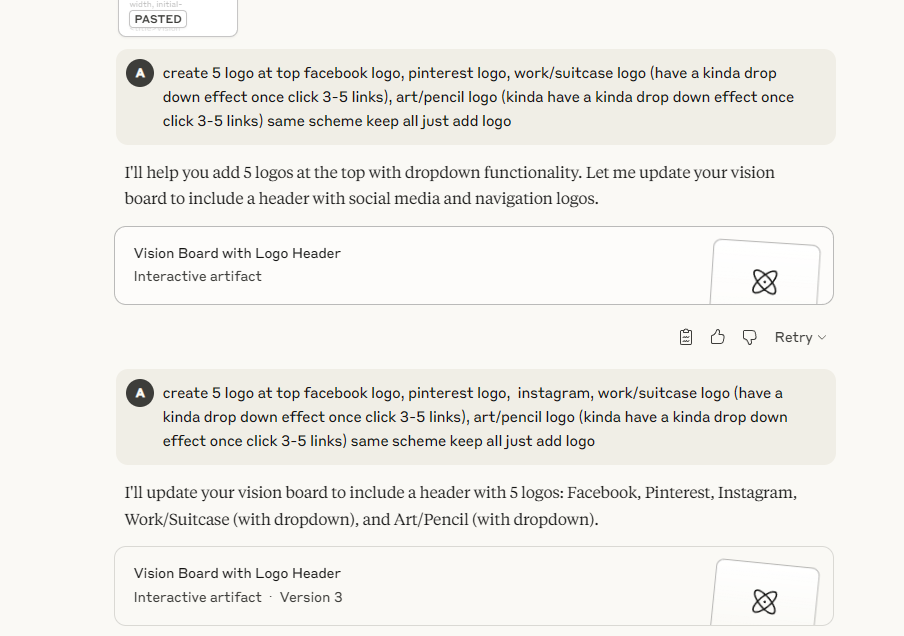 width, initial-
PASTED
A
create 5 logo at top facebook logo, pinterest logo, work/suitcase logo (have a kinda drop
down effect once click 3-5 links), art/pencil logo (kinda have a kinda drop down effect once
click 3-5 links) same scheme keep all just add logo
I'll help you add 5 logos at the top with dropdown functionality. Let me update your vision
board to include a header with social media and navigation logos.
Vision Board with Logo Header
Interactive artifact
Retry
A
create 5 logo at top facebook logo, pinterest logo,  instagram, work/suitcase logo (have a
kinda drop down effect once click 3-5 links), art/pencil logo (kinda have a kinda drop down
effect once click 3-5 links) same scheme keep all just add logo
I'll update your vision board to include a header with 5 logos: Facebook, Pinterest, Instagram,
Work/Suitcase (with dropdown), and Art/Pencil (with dropdown).
Vision Board with Logo Header
Interactive artifact · Version 3